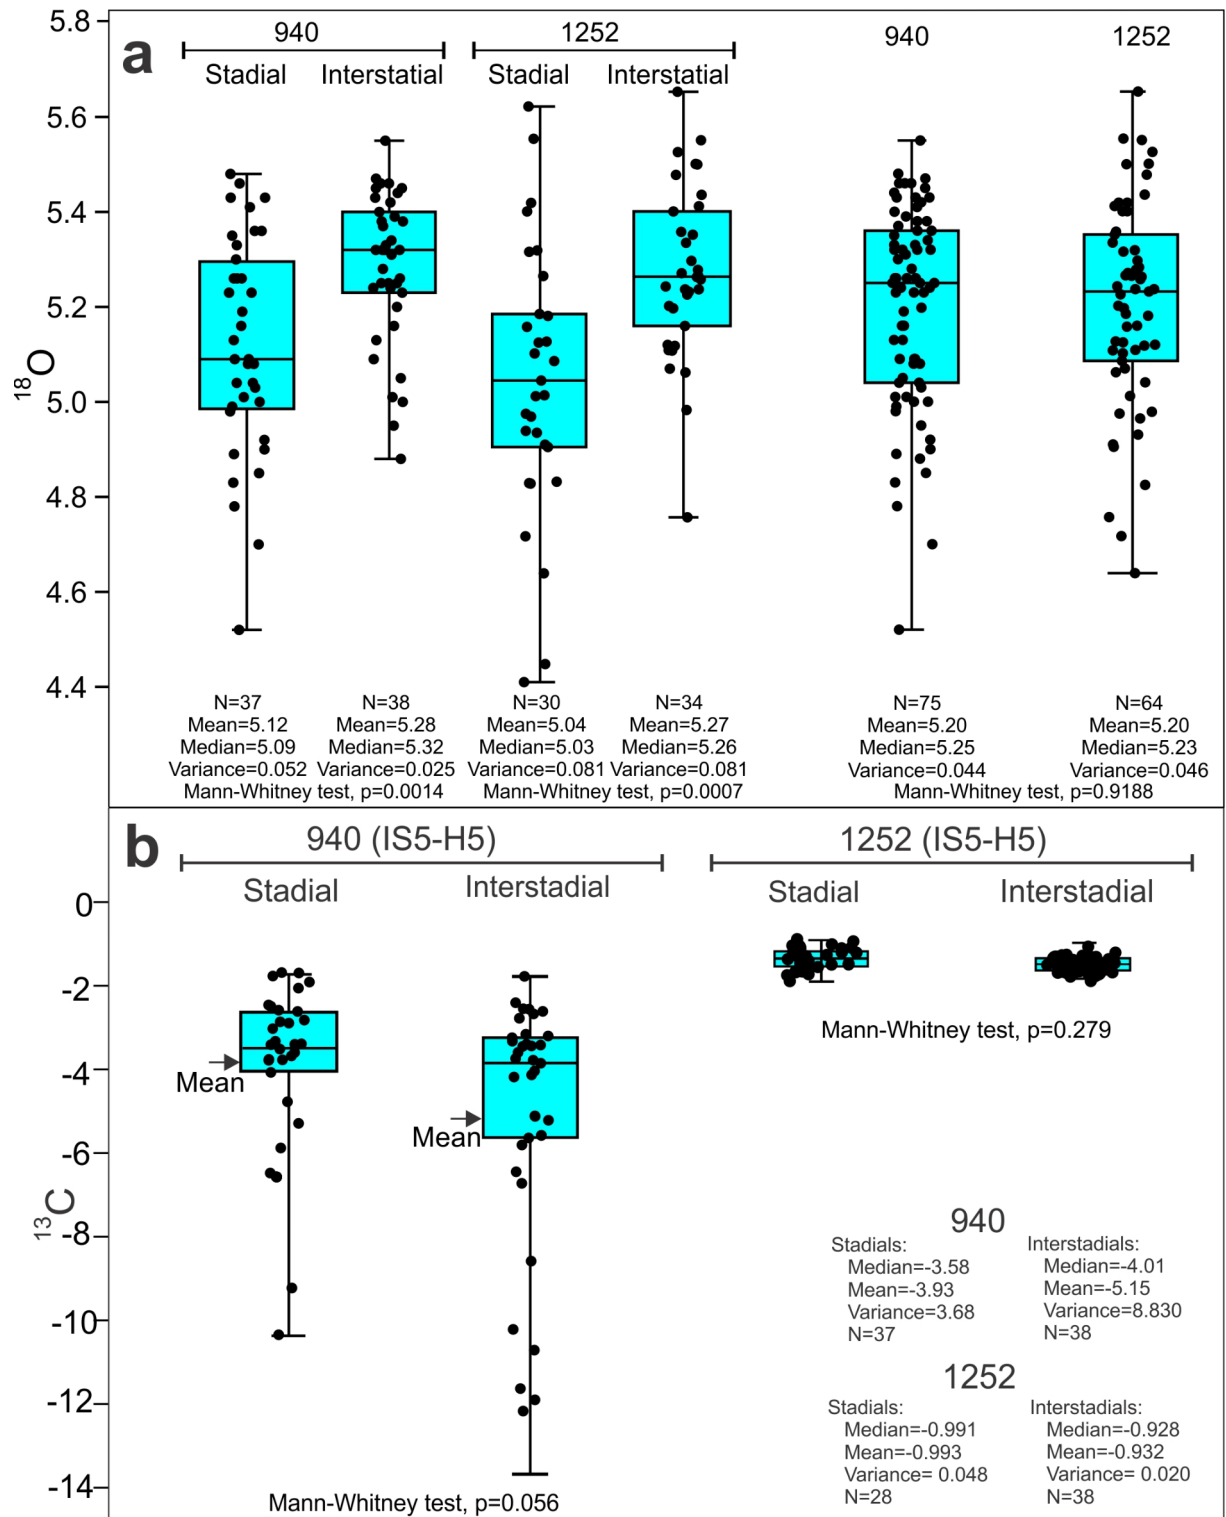 a
940
1252
940
1252
Stadial
Interstatial
Stadial
Interstatial
5.8
5.6
5.4
5.2
5.0
4.8
4.6
4.4
18O
N=37
Mean=5.12
Median=5.09
Variance=0.052
N=38
Mean=5.28
Median=5.32
Variance=0.025
Mann-Whitney test, p=0.0014
N=30
Mean=5.04
Median=5.03
Variance=0.081
N=34
Mean=5.27
Median=5.26
Variance=0.081
Mann-Whitney test, p=0.0007
N=75
Mean=5.20
Median=5.25
Variance=0.044
N=64
Mean=5.20
Median=5.23
Variance=0.046
Mann-Whitney test, p=0.9188
b
940 (IS5-H5)
1252 (IS5-H5)
Stadial
Interstadial
Stadial
Interstadial
0
-2
-4
-6
-8
-10
-12
-14
13C
Mean
Mean
Mann-Whitney test, p=0.056
Mann-Whitney test, p=0.279
940
Stadials:
Median=-3.58
Mean=-3.93
Variance=3.68
N=37
Interstadials:
Median=-4.01
Mean=-5.15
Variance=8.830
N=38
1252
Stadials:
Median=-0.991
Mean=-0.993
Variance= 0.048
N=28
Interstadials:
Median=-0.928
Mean=-0.932
Variance= 0.020
N=38